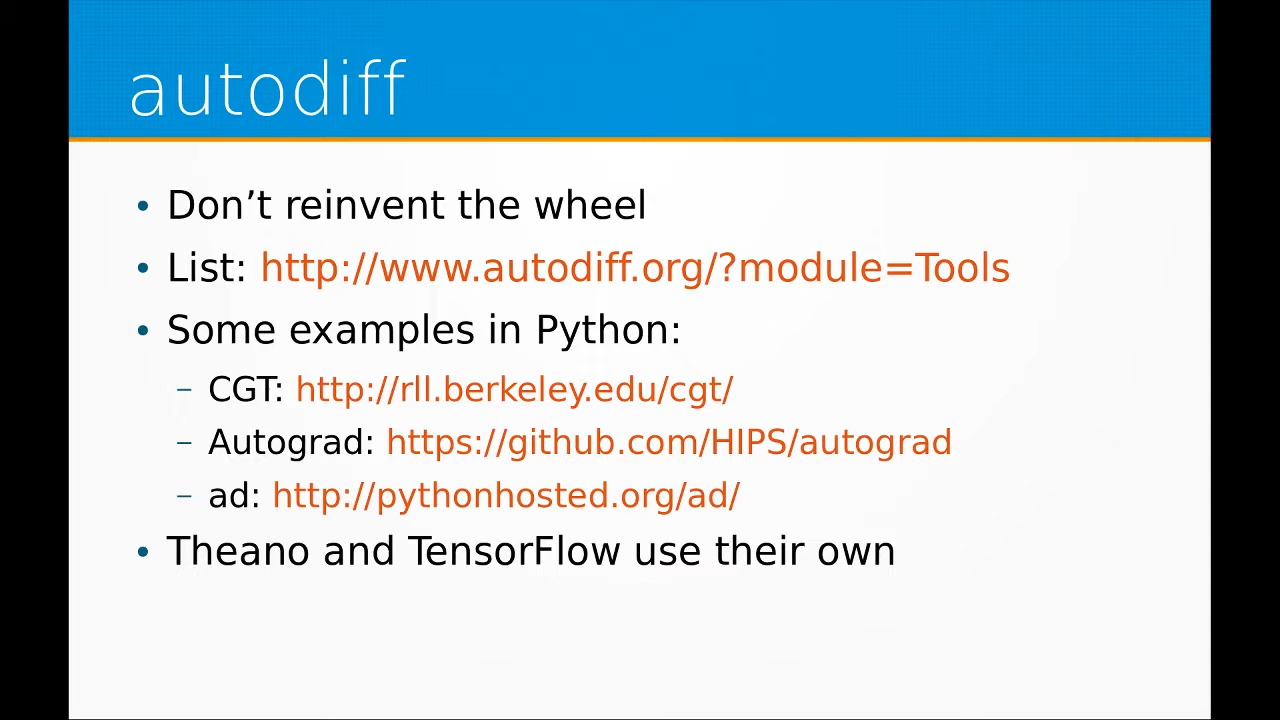 autodiff
• Don’t reinvent the wheel
• List: http://www.autodiff.org/?module=Tools
• Some examples in Python:
– CGT: http://rll.berkeley.edu/cgt/
– Autograd: https://github.com/HIPS/autograd
– ad: http://pythonhosted.org/ad/
• Theano and TensorFlow use their own